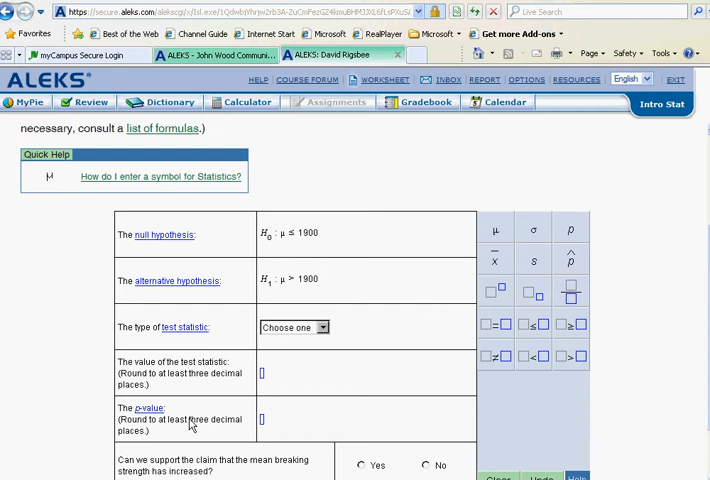 https://secure.aleks.com/alekscgi/x/Isl.exe/
Favorites Best of the Web Channel Guide Internet Start Microsoft RealPlayer Microsoft Get more Add-ons
myCampus Secure Login ALEKS - John Wood Communi... ALEKS: David Rigsbee Page Safety Tools
ALEKS® HELP COURSE FORUM WORKSHEET INBOX REPORT OPTIONS RESOURCES English EXIT
MyPie Review Dictionary Calculator Assignments Gradebook Calendar Intro Stat
necessary, consult a list of formulas.)
Quick Help
μ How do I enter a symbol for Statistics?
The null hypothesis: H0 : μ ≤ 1900
μ σ p
x̄ s p̂
The alternative hypothesis: H1 : μ > 1900
The type of test statistic: Choose one
□=□ □≤□ □≥□
□≠□ □<□ □>□
The value of the test statistic:
(Round to at least three decimal
places.)
The p-value:
(Round to at least three decimal
places.)
Can we support the claim that the mean breaking
strength has increased?
Yes No
Clear Undo Help